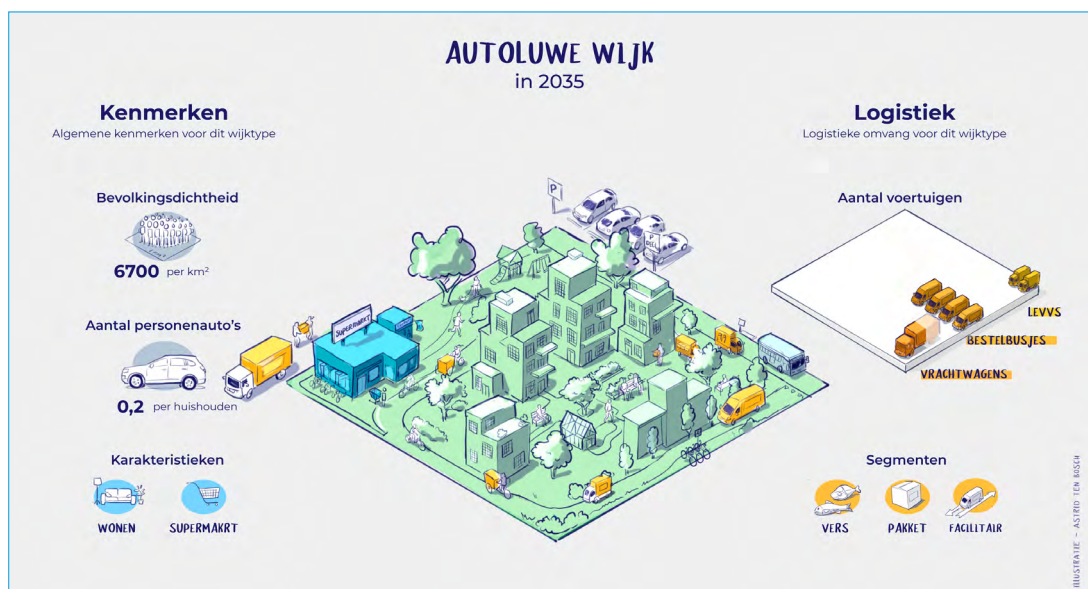 AUTOLUWE WIJK
in 2035
Kenmerken
Algemene kenmerken voor dit wijktype
Bevolkingsdichtheid
6700 per km²
Aantal personenauto's
0,2 per huishouden
Karakteristieken
WONEN
SUPERMAKRT
P
P
DEEL
SUPERMARKT
Logistiek
Logistieke omvang voor dit wijktype
Aantal voertuigen
LEVVS
BESTELBUSJES
VRACHTWAGENS
Segmenten
VERS
PAKKET
FACILITAIR
ILLUSTRATIE - ASTRID TEN BOSCH